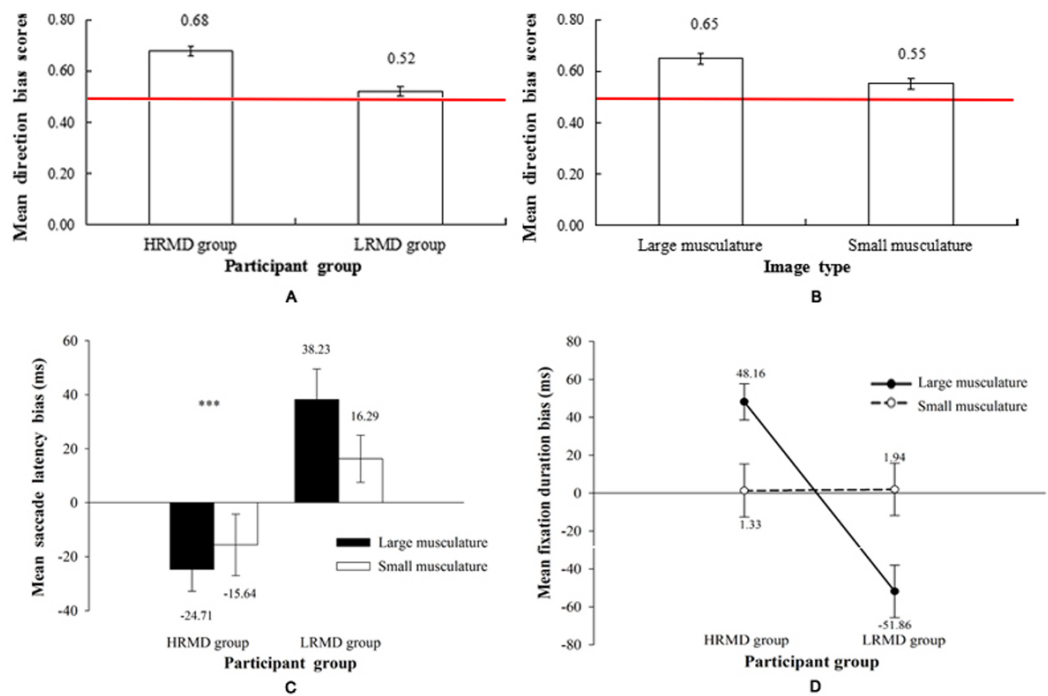 Mean direction bias scores
0.80
0.60
0.40
0.20
0.00
0.68
0.52
HRMD group
LRMD group
Participant group
A
Mean direction bias scores
0.80
0.60
0.40
0.20
0.00
0.65
0.55
Large musculature
Small musculature
Image type
B
Mean saccade latency bias (ms)
60
40
20
0
-20
-40
***
38.23
16.29
-24.71
-15.64
Large musculature
Small musculature
HRMD group
LRMD group
Participant group
C
Mean fixation duration bias (ms)
80
60
40
20
0
-20
-40
-60
-80
48.16
1.33
1.94
-51.86
Large musculature
Small musculature
HRMD group
LRMD group
Participant group
D